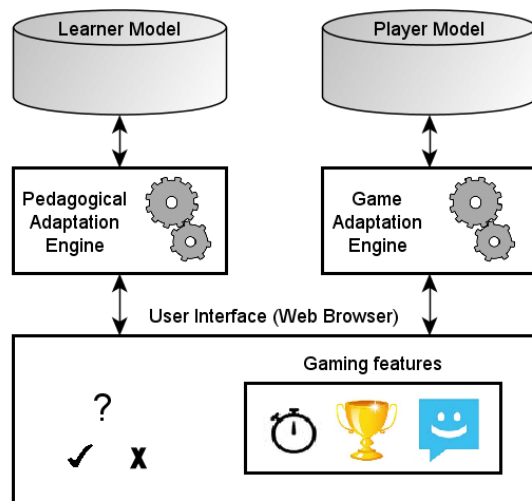 Learner Model
Player Model
Pedagogical
Adaptation
Engine
Game
Adaptation
Engine
User Interface (Web Browser)
Gaming features
?
x